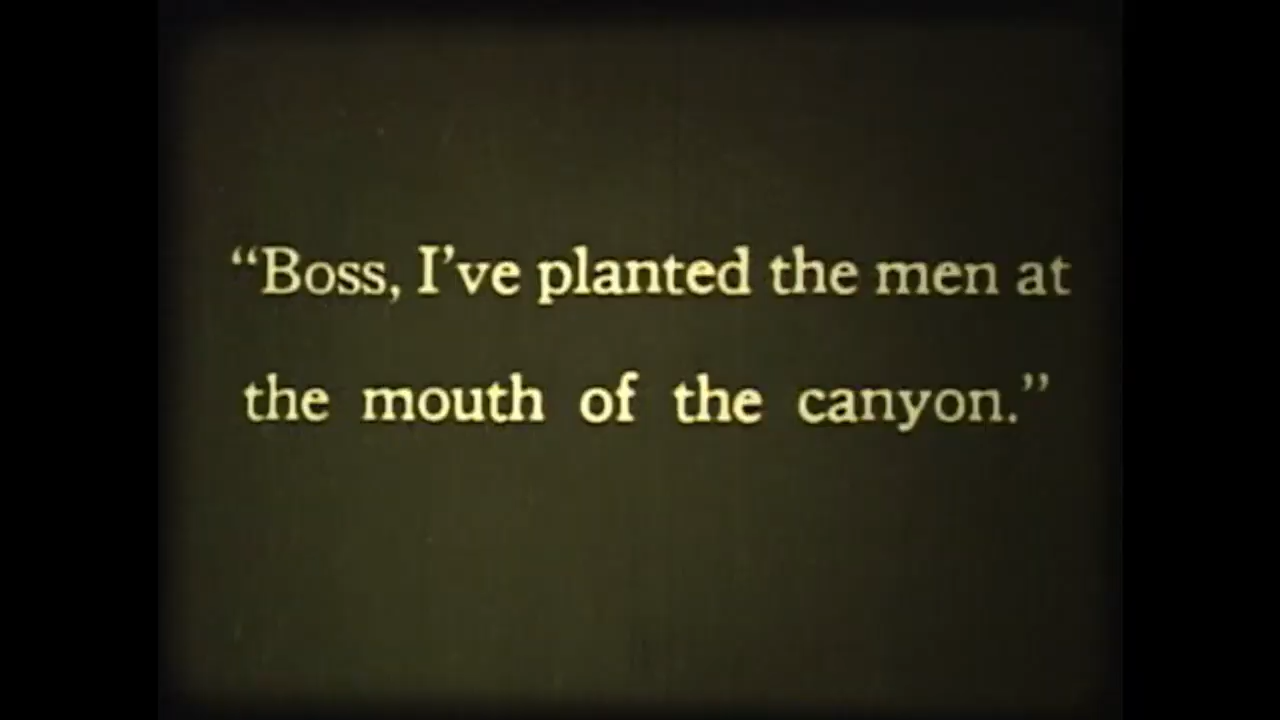 “Boss, I’ve planted the men at
the mouth of the canyon.”